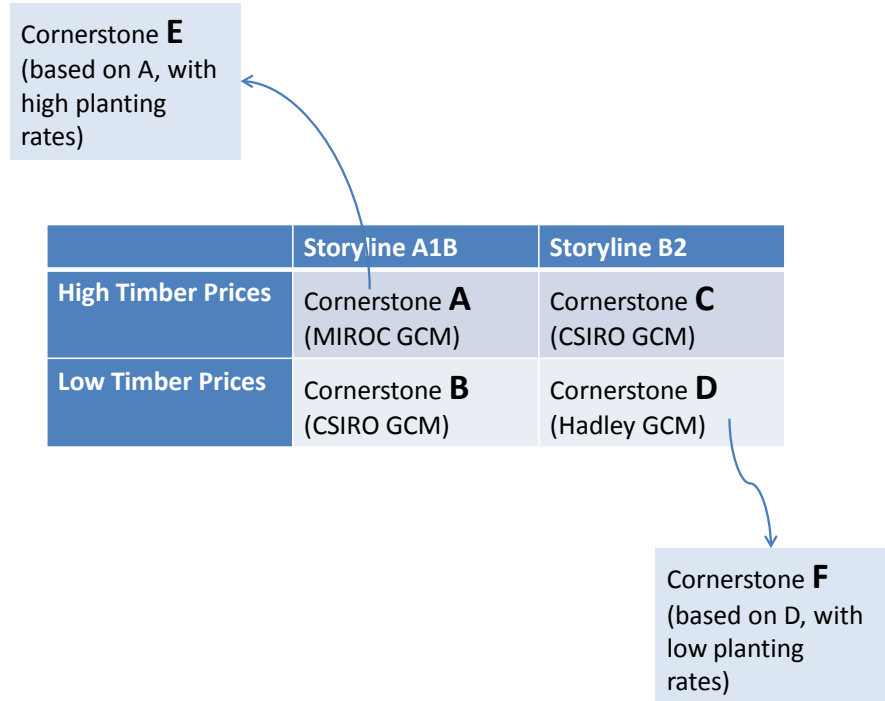 Cornerstone E
(based on A, with
high planting
rates)
Storyline A1B
Storyline B2
High Timber Prices
Cornerstone A
(MIROC GCM)
Cornerstone C
(CSIRO GCM)
Low Timber Prices
Cornerstone B
(CSIRO GCM)
Cornerstone D
(Hadley GCM)
Cornerstone F
(based on D, with
low planting
rates)